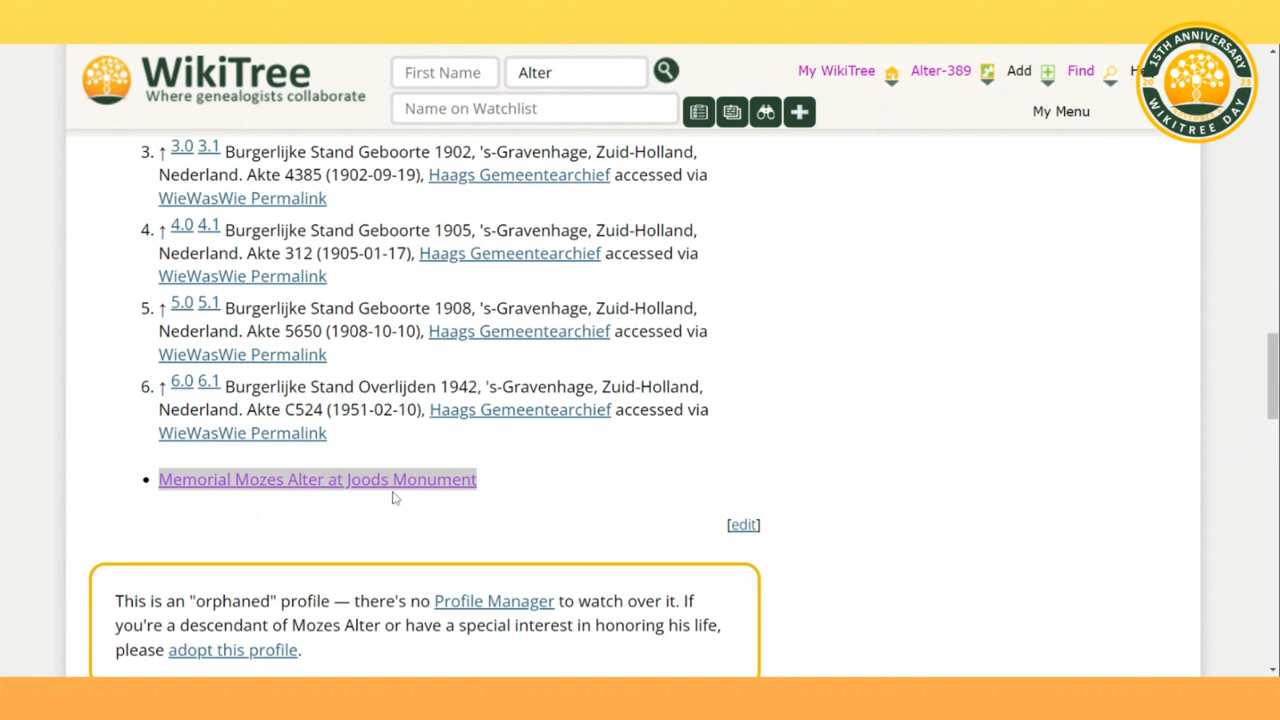 WikiTree
Where genealogists collaborate
First Name
Alter
Name on Watchlist
My WikiTree
Alter-389
Add
Find
My Menu
15TH ANNIVERSARY
20 23
WIKITREE DAY
3. ↑ 3.0 3.1 Burgerlijke Stand Geboorte 1902, 's-Gravenhage, Zuid-Holland,
Nederland. Akte 4385 (1902-09-19), Haags Gemeentearchief accessed via
WieWasWie Permalink
4. ↑ 4.0 4.1 Burgerlijke Stand Geboorte 1905, 's-Gravenhage, Zuid-Holland,
Nederland. Akte 312 (1905-01-17), Haags Gemeentearchief accessed via
WieWasWie Permalink
5. ↑ 5.0 5.1 Burgerlijke Stand Geboorte 1908, 's-Gravenhage, Zuid-Holland,
Nederland. Akte 5650 (1908-10-10), Haags Gemeentearchief accessed via
WieWasWie Permalink
6. ↑ 6.0 6.1 Burgerlijke Stand Overlijden 1942, 's-Gravenhage, Zuid-Holland,
Nederland. Akte C524 (1951-02-10), Haags Gemeentearchief accessed via
WieWasWie Permalink
• Memorial Mozes Alter at Joods Monument
[edit]
This is an "orphaned" profile — there's no Profile Manager to watch over it. If
you're a descendant of Mozes Alter or have a special interest in honoring his life,
please adopt this profile.